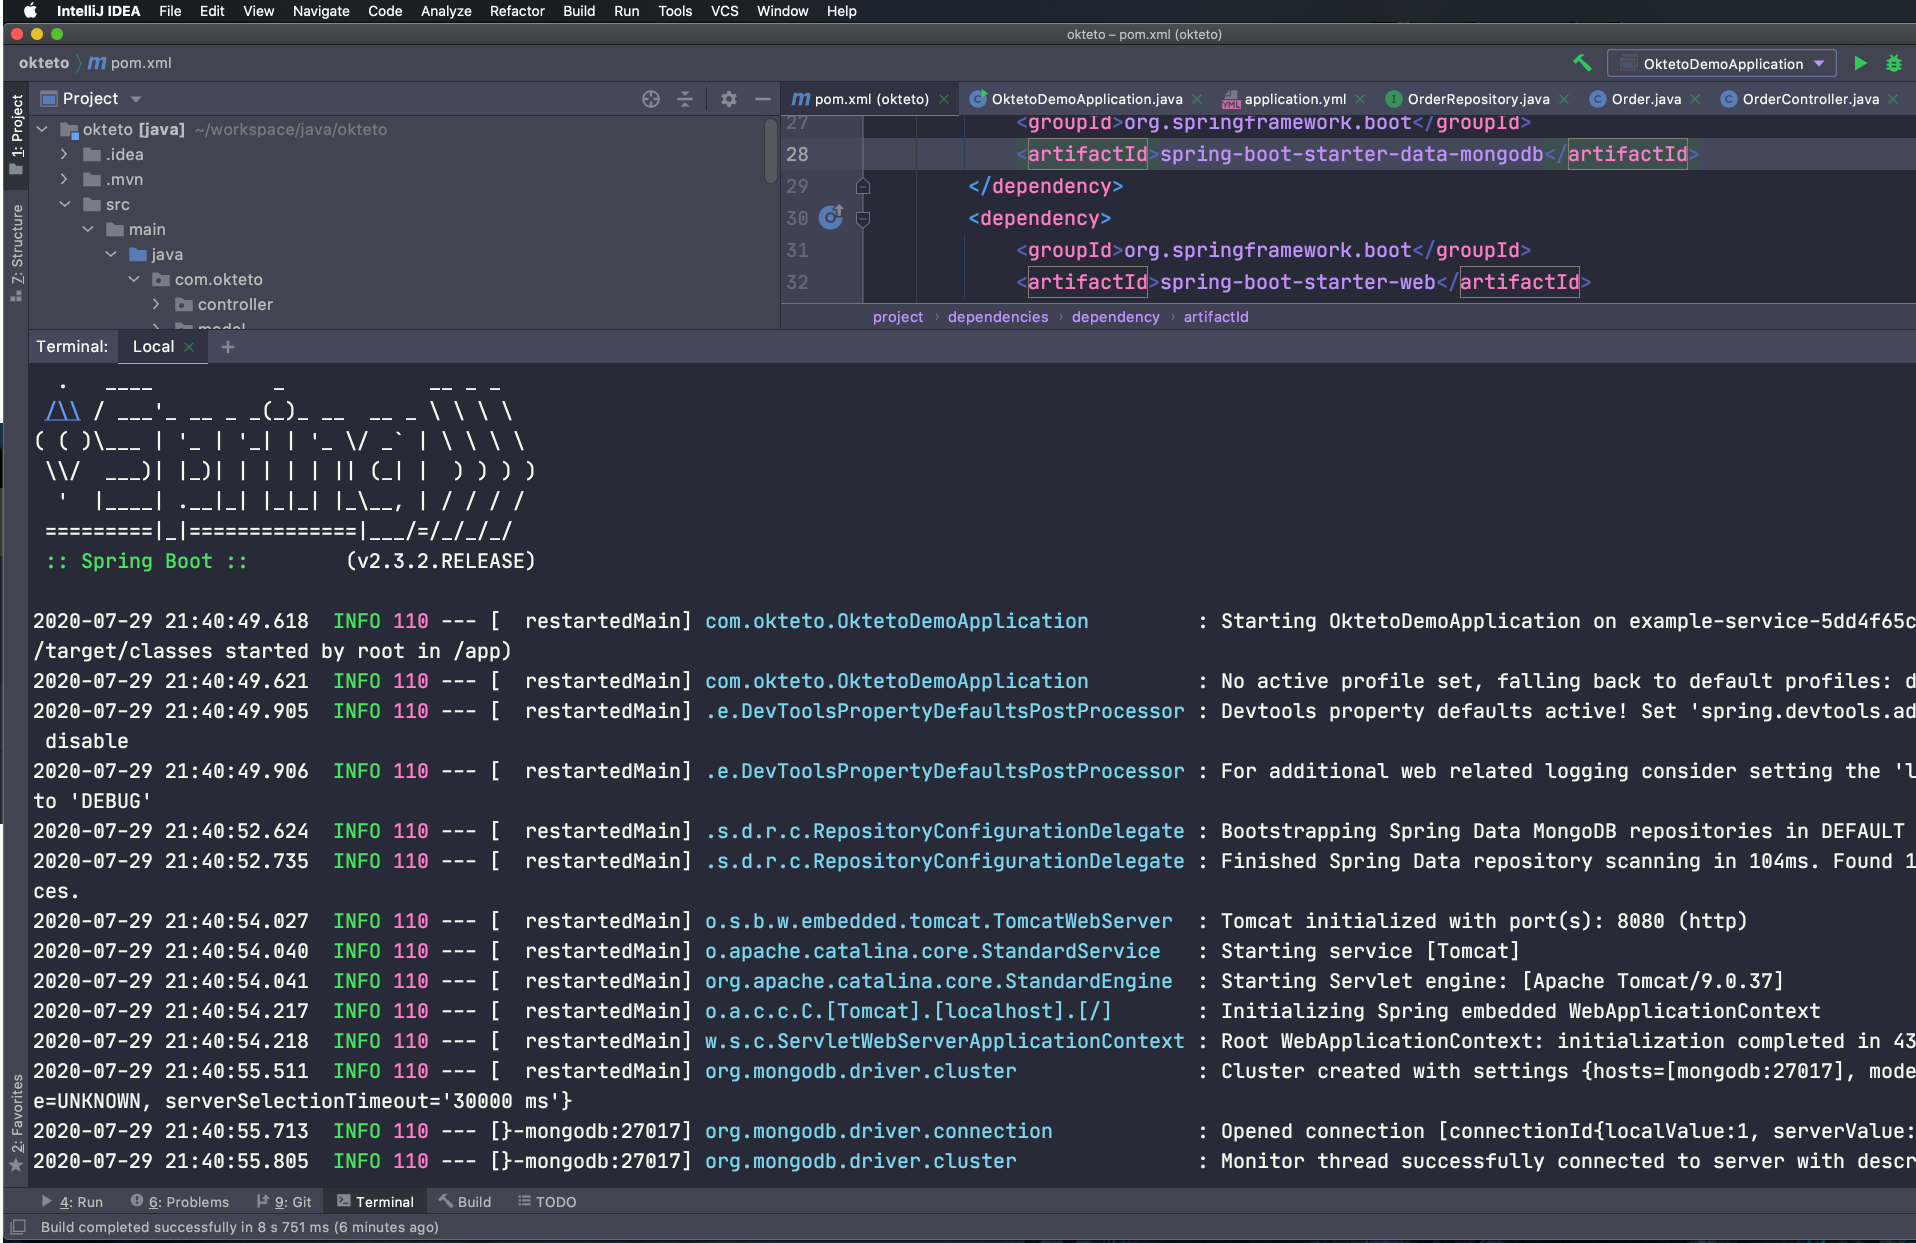 IntelliJ IDEA File Edit View Navigate Code Analyze Refactor Build Run Tools VCS Window Help
okteto – pom.xml (okteto)
okteto pom.xml
OktetoDemoApplication
1: Project
Z: Structure
2: Favorites
Project
okteto [java] ~/workspace/java/okteto
.idea
.mvn
src
main
java
com.okteto
controller
model
pom.xml (okteto) OktetoDemoApplication.java application.yml OrderRepository.java Order.java OrderController.java
27 <groupId>org.springframework.boot</groupId>
28 <artifactId>spring-boot-starter-data-mongodb</artifactId>
29 </dependency>
30 <dependency>
31 <groupId>org.springframework.boot</groupId>
32 <artifactId>spring-boot-starter-web</artifactId>
project › dependencies › dependency › artifactId
Terminal: Local +
  .   ____          _            __ _ _
 /\\ / ___'_ __ _ _(_)_ __  __ _ \ \ \ \
( ( )\___ | '_ | '_| | '_ \/ _` | \ \ \ \
 \\/  ___)| |_)| | | | | || (_| |  ) ) ) )
  '  |____| .__|_| |_|_| |_\__, | / / / /
 =========|_|==============|___/=/_/_/_/
 :: Spring Boot ::        (v2.3.2.RELEASE)
2020-07-29 21:40:49.618  INFO 110 --- [  restartedMain] com.okteto.OktetoDemoApplication         : Starting OktetoDemoApplication on example-service-5dd4f65c
/target/classes started by root in /app)
2020-07-29 21:40:49.621  INFO 110 --- [  restartedMain] com.okteto.OktetoDemoApplication         : No active profile set, falling back to default profiles: d
2020-07-29 21:40:49.905  INFO 110 --- [  restartedMain] .e.DevToolsPropertyDefaultsPostProcessor : Devtools property defaults active! Set 'spring.devtools.ad
 disable
2020-07-29 21:40:49.906  INFO 110 --- [  restartedMain] .e.DevToolsPropertyDefaultsPostProcessor : For additional web related logging consider setting the 'l
to 'DEBUG'
2020-07-29 21:40:52.624  INFO 110 --- [  restartedMain] .s.d.r.c.RepositoryConfigurationDelegate : Bootstrapping Spring Data MongoDB repositories in DEFAULT
2020-07-29 21:40:52.735  INFO 110 --- [  restartedMain] .s.d.r.c.RepositoryConfigurationDelegate : Finished Spring Data repository scanning in 104ms. Found 1
ces.
2020-07-29 21:40:54.027  INFO 110 --- [  restartedMain] o.s.b.w.embedded.tomcat.TomcatWebServer  : Tomcat initialized with port(s): 8080 (http)
2020-07-29 21:40:54.040  INFO 110 --- [  restartedMain] o.apache.catalina.core.StandardService   : Starting service [Tomcat]
2020-07-29 21:40:54.041  INFO 110 --- [  restartedMain] org.apache.catalina.core.StandardEngine  : Starting Servlet engine: [Apache Tomcat/9.0.37]
2020-07-29 21:40:54.217  INFO 110 --- [  restartedMain] o.a.c.c.C.[Tomcat].[localhost].[/]       : Initializing Spring embedded WebApplicationContext
2020-07-29 21:40:54.218  INFO 110 --- [  restartedMain] w.s.c.ServletWebServerApplicationContext : Root WebApplicationContext: initialization completed in 43
2020-07-29 21:40:55.511  INFO 110 --- [  restartedMain] org.mongodb.driver.cluster               : Cluster created with settings {hosts=[mongodb:27017], mode
e=UNKNOWN, serverSelectionTimeout='30000 ms'}
2020-07-29 21:40:55.713  INFO 110 --- [}-mongodb:27017] org.mongodb.driver.connection            : Opened connection [connectionId{localValue:1, serverValue:
2020-07-29 21:40:55.805  INFO 110 --- [}-mongodb:27017] org.mongodb.driver.cluster               : Monitor thread successfully connected to server with descr
4: Run 6: Problems 9: Git Terminal Build TODO
Build completed successfully in 8 s 751 ms (6 minutes ago)